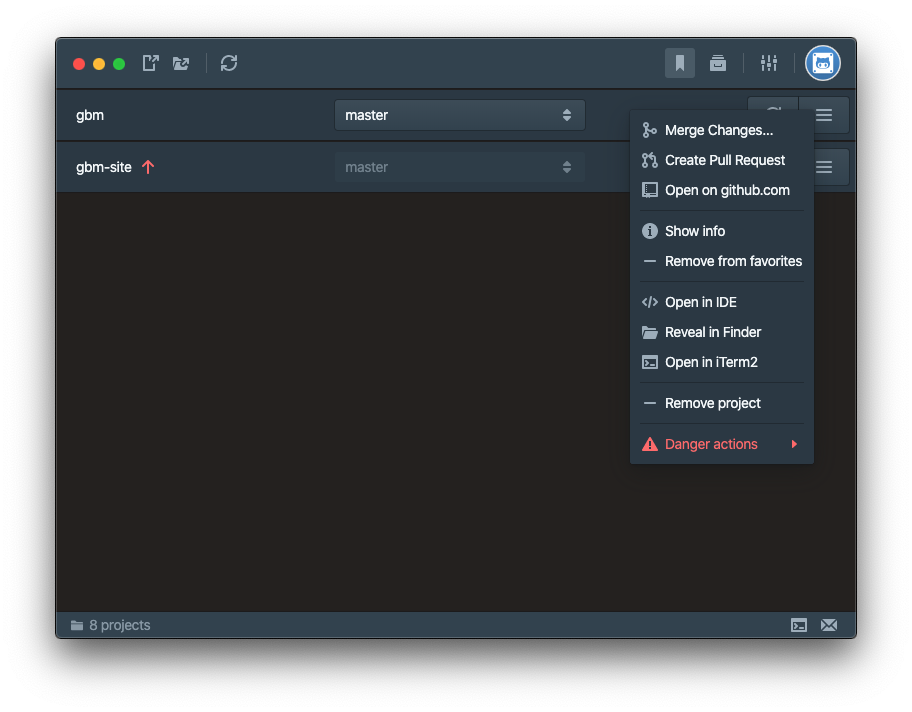 gbm
master
gbm-site
master
Merge Changes...
Create Pull Request
Open on github.com
Show info
Remove from favorites
Open in IDE
Reveal in Finder
Open in iTerm2
Remove project
Danger actions
8 projects